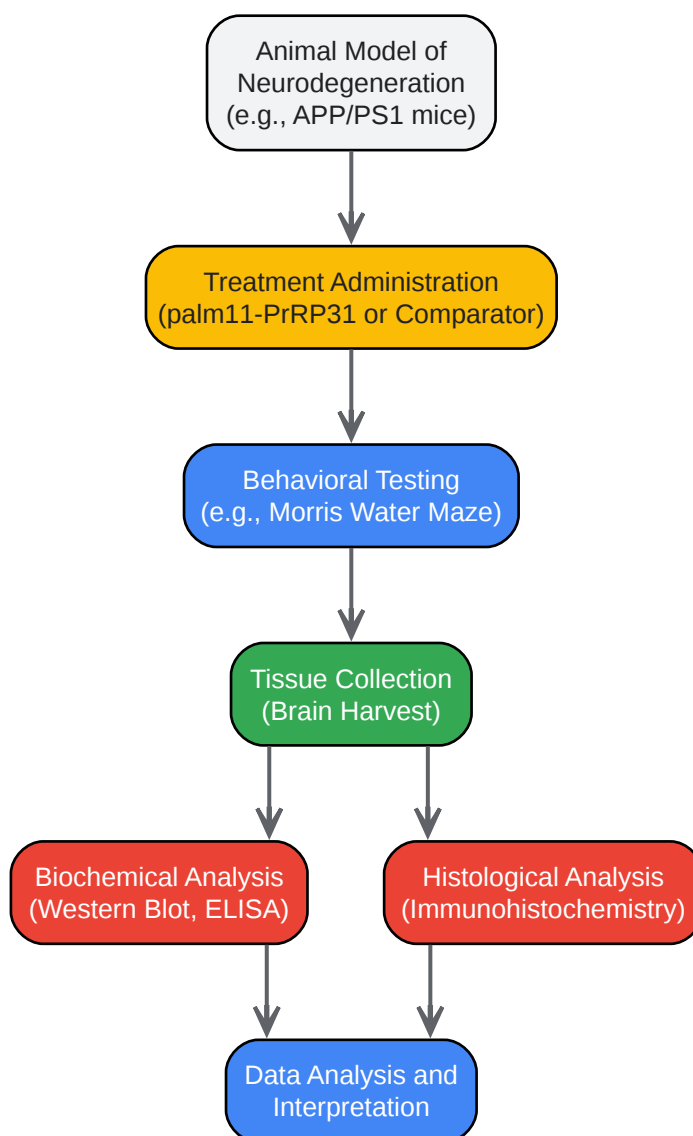 Animal Model of
Neurodegeneration
(e.g., APP/PS1 mice)
Treatment Administration
(palm11-PrRP31 or Comparator)
Behavioral Testing
(e.g., Morris Water Maze)
Tissue Collection
(Brain Harvest)
Biochemical Analysis
(Western Blot, ELISA)
Histological Analysis
(Immunohistochemistry)
Data Analysis and
Interpretation